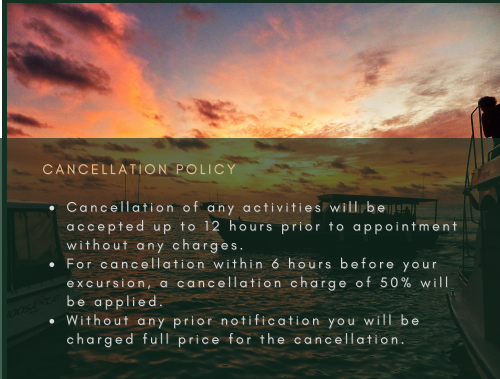 CANCELLATION POLICY
• Cancellation of any activities will be
accepted up to 12 hours prior to appointment
without any charges.
• For cancellation within 6 hours before your
excursion, a cancellation charge of 50% will
be applied.
• Without any prior notification you will be
charged full price for the cancellation.